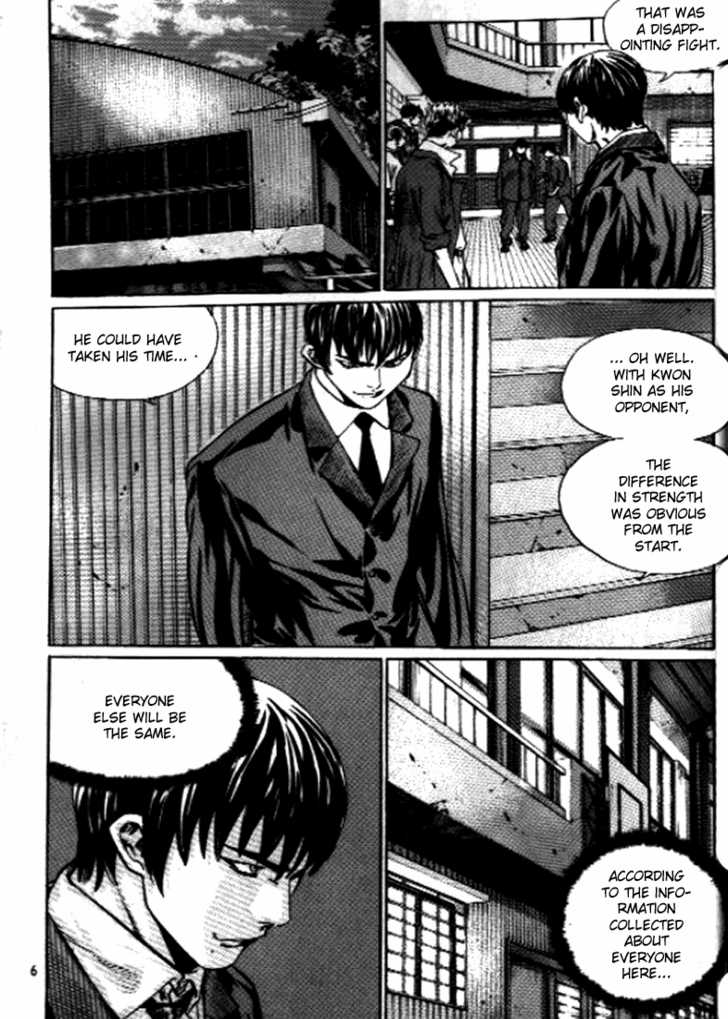 THAT WAS
A DISAPP-
OINTING FIGHT.
HE COULD HAVE
TAKEN HIS TIME...
... OH WELL.
WITH KWON
SHIN AS HIS
OPPONENT,
THE
DIFFERENCE
IN STRENGTH
WAS OBVIOUS
FROM THE
START.
EVERYONE
ELSE WILL BE
THE SAME.
ACCORDING
TO THE INFO-
RMATION
COLLECTED
ABOUT
EVERYONE
HERE...
6